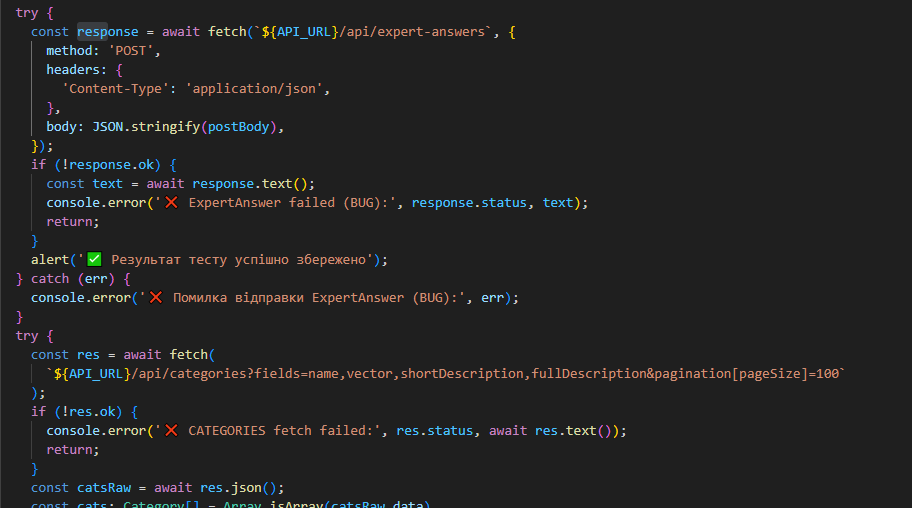 try {
const response = await fetch(`${API_URL}/api/expert-answers`, {
method: 'POST',
headers: {
'Content-Type': 'application/json',
},
body: JSON.stringify(postBody),
});
if (!response.ok) {
const text = await response.text();
console.error('❌ ExpertAnswer failed (BUG):', response.status, text);
return;
}
alert('✅ Результат тесту успішно збережено');
} catch (err) {
console.error('❌ Помилка відправки ExpertAnswer (BUG):', err);
}
try {
const res = await fetch(
`${API_URL}/api/categories?fields=name,vector,shortDescription,fullDescription&pagination[pageSize]=100`
);
if (!res.ok) {
console.error('❌ CATEGORIES fetch failed:', res.status, await res.text());
return;
}
const catsRaw = await res.json();
const cats: Category[] = Array.isArray(catsRaw.data)